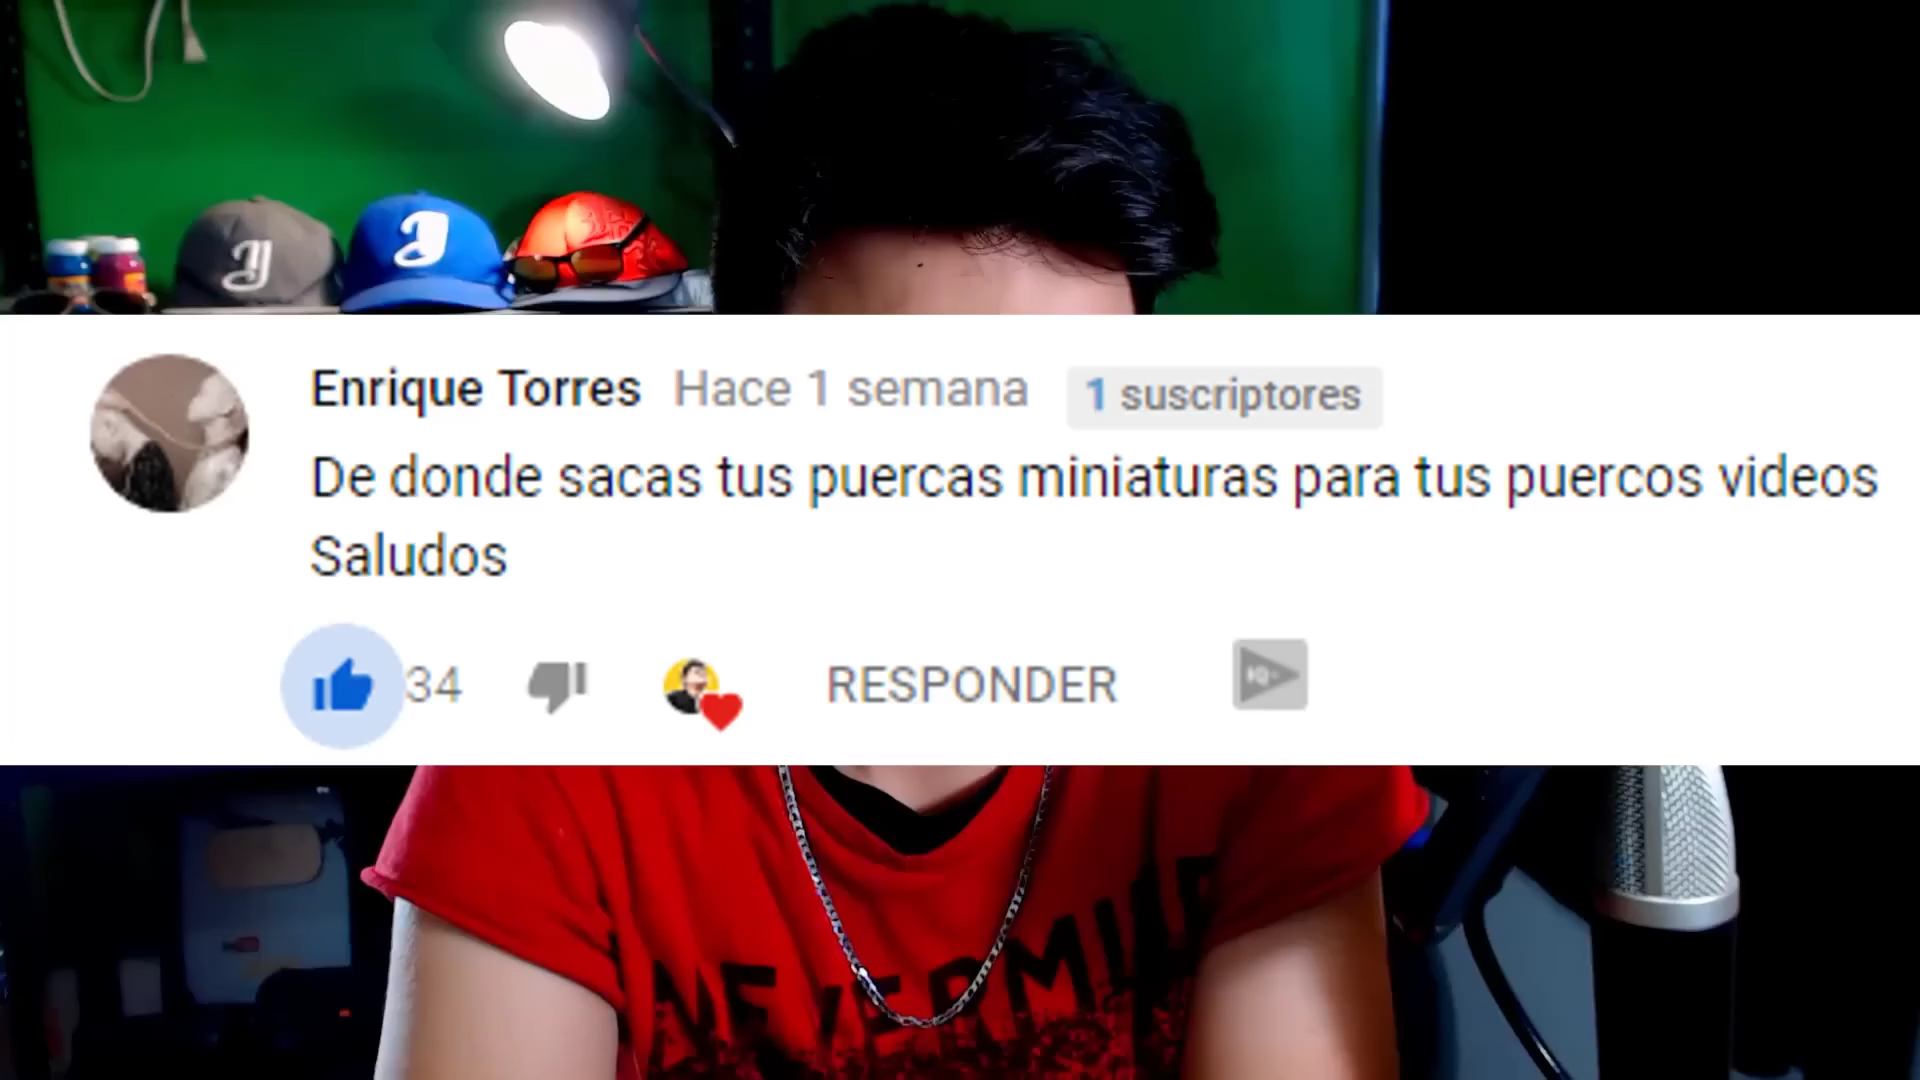 Enrique Torres Hace 1 semana 1 suscriptores
De donde sacas tus puercas miniaturas para tus puercos videos
Saludos
34 RESPONDER